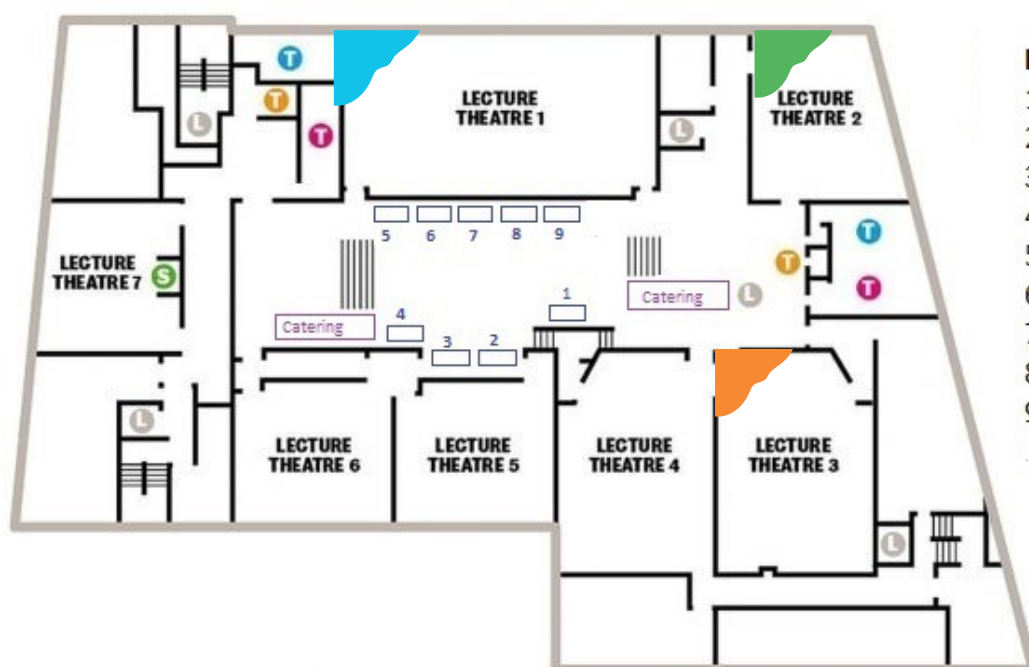 T
LECTURE
THEATRE 1
LECTURE
THEATRE 2
T
L
L
T
5
6
7
8
9
T
T
T
LECTURE
THEATRE 7
S
Catering
L
1
Catering
4
3
2
L
LECTURE
THEATRE 6
LECTURE
THEATRE 5
LECTURE
THEATRE 4
LECTURE
THEATRE 3
L